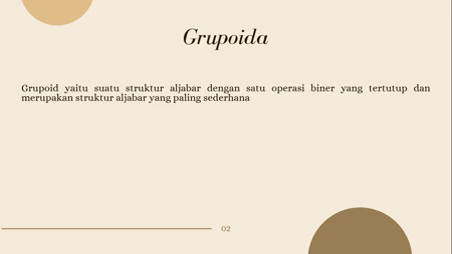 Grupoida
Grupoid yaitu suatu struktur aljabar dengan satu operasi biner yang tertutup dan
merupakan struktur aljabar yang paling sederhana
02